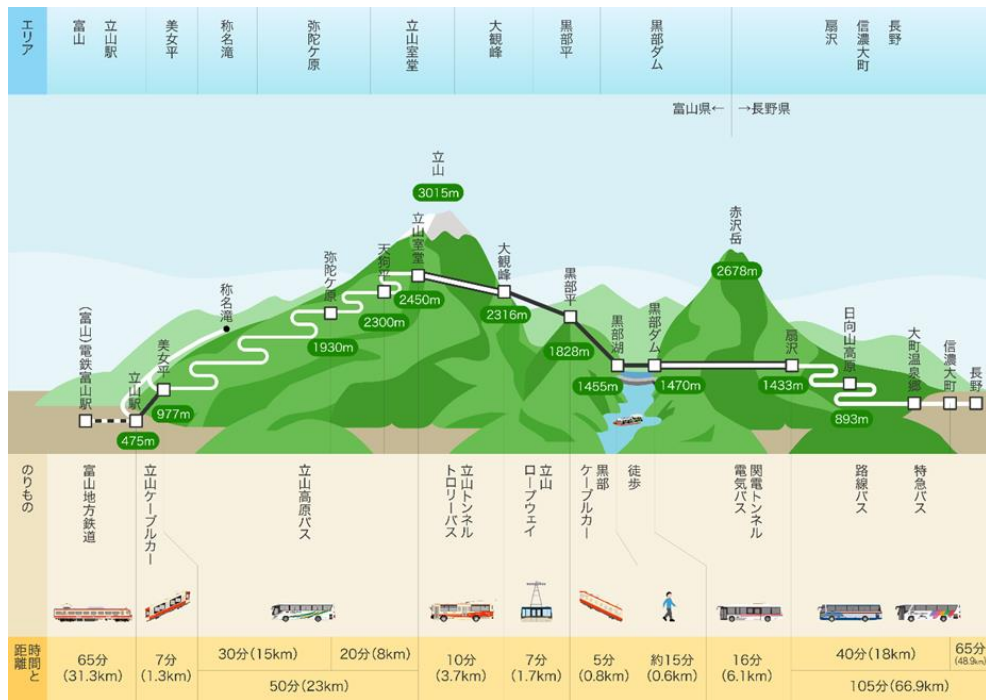 エリア
富山
立山駅
美女平
称名滝
弥陀ケ原
立山室堂
大観峰
黒部平
黒部ダム
扇沢
信濃大町
長野
富山県←
→長野県
立山
3015m
赤沢岳
2678m
(富山)電鉄富山駅
立山駅
475m
美女平
977m
称名滝
弥陀ケ原
1930m
天狗平
2300m
立山室堂
2450m
大観峰
2316m
黒部平
1828m
黒部湖
1455m
黒部ダム
1470m
扇沢
1433m
日向山高原
893m
大町温泉郷
信濃大町
長野
のりもの
富山地方鉄道
立山ケーブルカー
立山高原バス
立山トンネル
トロリーバス
立山
ロープウェイ
黒部
ケーブルカー
徒歩
関電トンネル
電気バス
路線バス
特急バス
時間と
距離
65分
(31.3km)
7分
(1.3km)
30分(15km)
20分(8km)
50分(23km)
10分
(3.7km)
7分
(1.7km)
5分
(0.8km)
約15分
(0.6km)
16分
(6.1km)
40分(18km)
65分
(48.9km)
105分(66.9km)